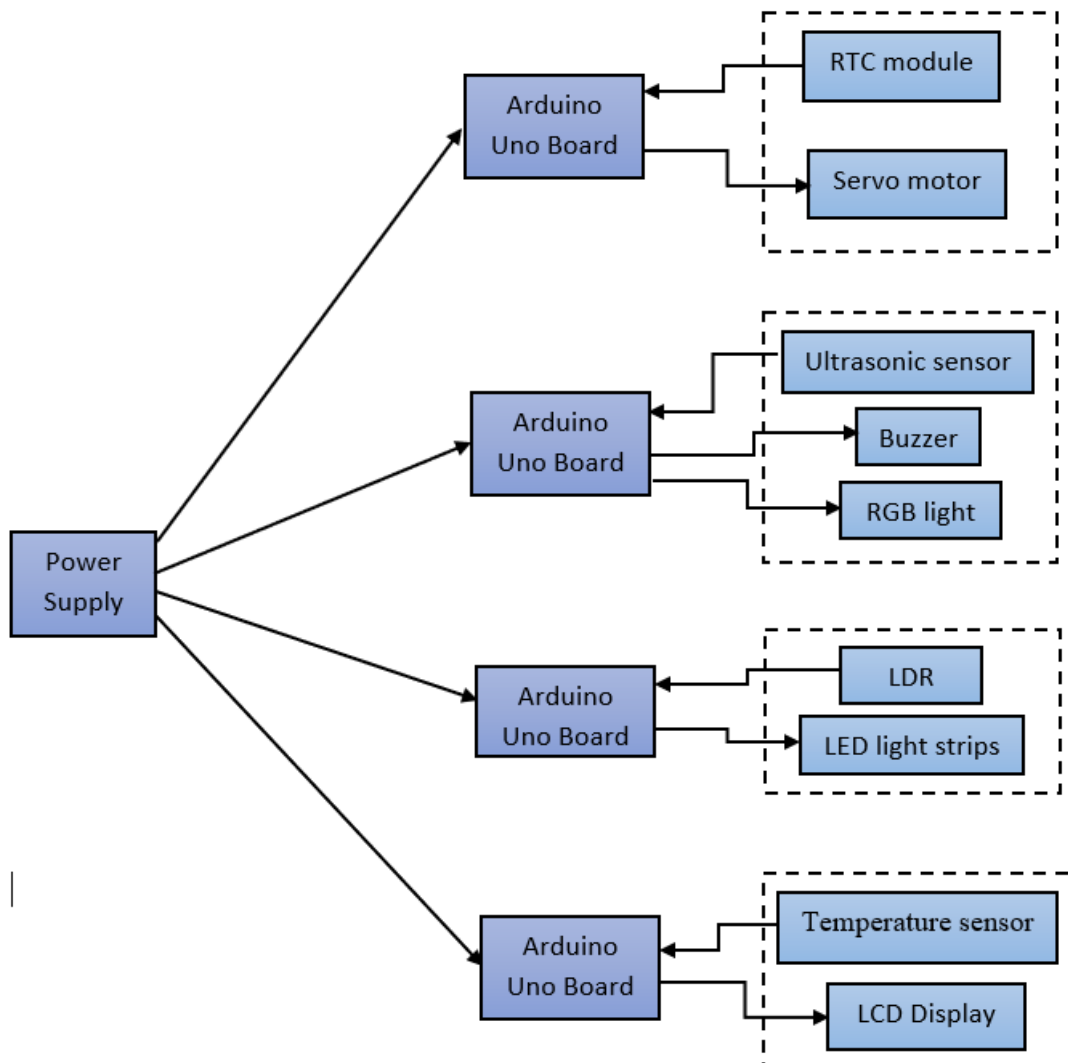 RTC module
Arduino
Uno Board
Servo motor
Ultrasonic sensor
Arduino
Uno Board
Buzzer
RGB light
Power
Supply
LDR
Arduino
Uno Board
LED light strips
Temperature sensor
Arduino
Uno Board
LCD Display